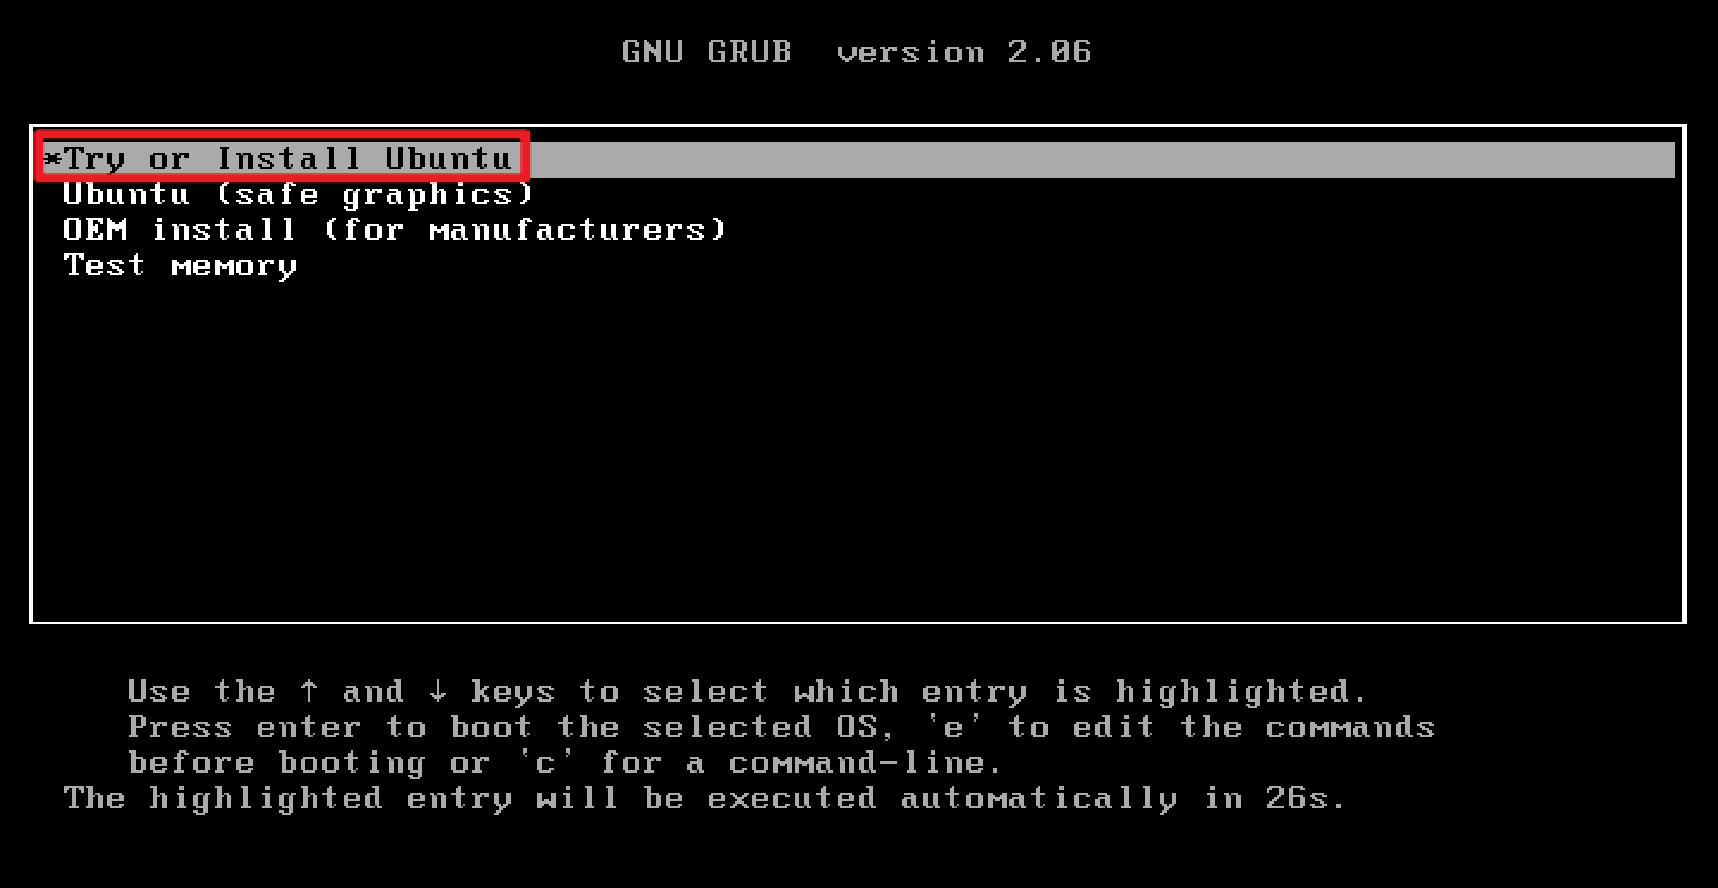 GNU GRUB  version 2.06
*Try or Install Ubuntu
Ubuntu (safe graphics)
OEM install (for manufacturers)
Test memory
Use the ↑ and ↓ keys to select which entry is highlighted.
Press enter to boot the selected OS, `e' to edit the commands
before booting or `c' for a command-line.
The highlighted entry will be executed automatically in 26s.